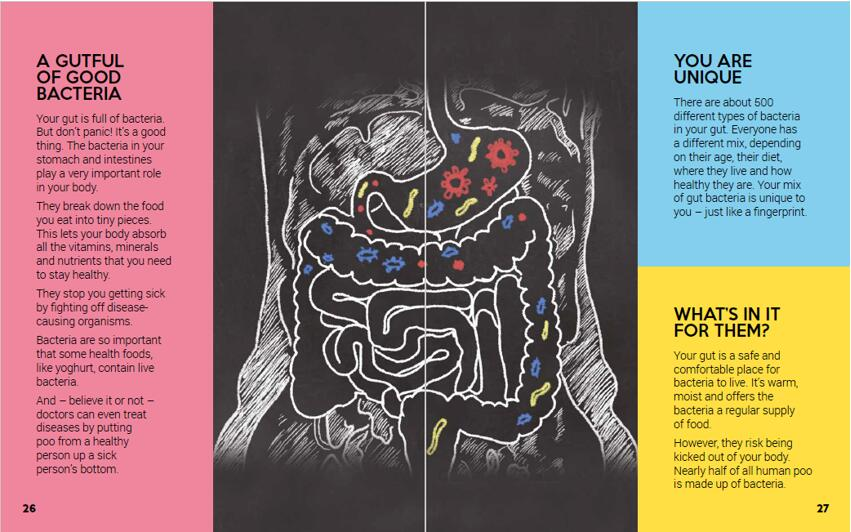 A GUTFUL
OF GOOD
BACTERIA
Your gut is full of bacteria.
But don't panic! It's a good
thing. The bacteria in your
stomach and intestines
play a very important role
in your body.
They break down the food
you eat into tiny pieces.
This lets your body absorb
all the vitamins, minerals
and nutrients that you need
to stay healthy.
They stop you getting sick
by fighting off disease-
causing organisms.
Bacteria are so important
that some health foods,
like yoghurt, contain live
bacteria.
And – believe it or not –
doctors can even treat
diseases by putting
poo from a healthy
person up a sick
person's bottom.
26
YOU ARE
UNIQUE
There are about 500
different types of bacteria
in your gut. Everyone has
a different mix, depending
on their age, their diet,
where they live and how
healthy they are. Your mix
of gut bacteria is unique to
you – just like a fingerprint.
WHAT'S IN IT
FOR THEM?
Your gut is a safe and
comfortable place for
bacteria to live. It's warm,
moist and offers the
bacteria a regular supply
of food.
However, they risk being
kicked out of your body.
Nearly half of all human poo
is made up of bacteria.
27